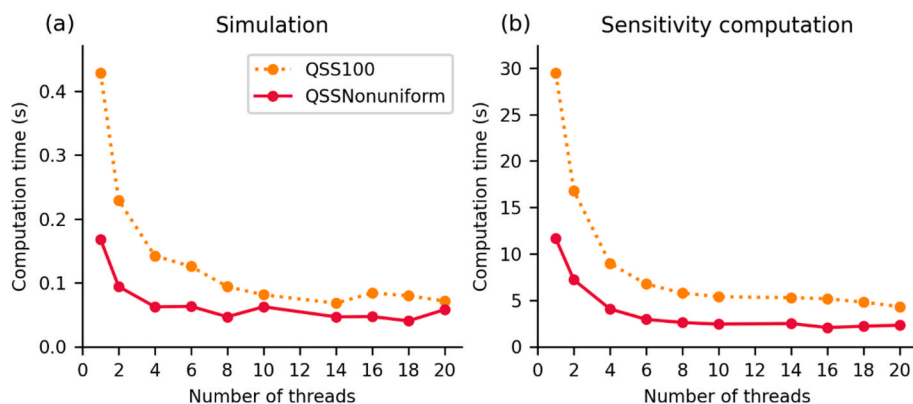 (a)
Simulation
Computation time (s)
0.4
0.3
0.2
0.1
0.0
QSS100
QSSNonuniform
0 2 4 6 8 10 12 14 16 18 20
Number of threads
(b)
Sensitivity computation
Computation time (s)
30
25
20
15
10
5
0
0 2 4 6 8 10 12 14 16 18 20
Number of threads